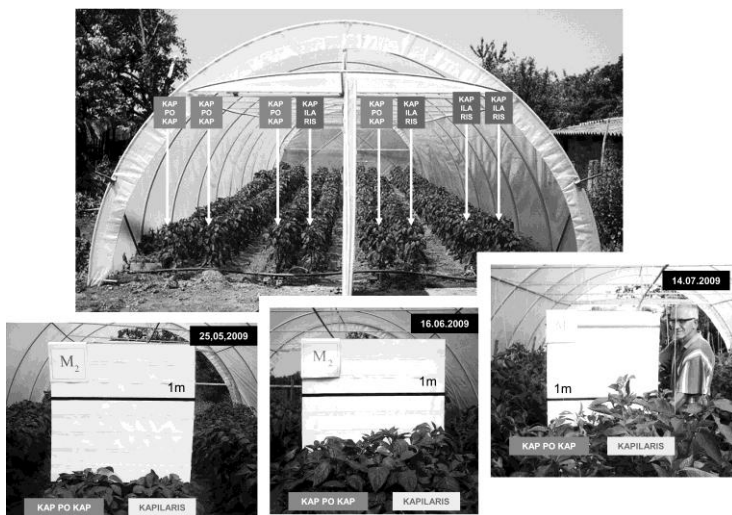 KAP
PO
KAP
KAP
PO
KAP
KAP
PO
KAP
KAP
ILA
RIS
KAP
PO
KAP
KAP
ILA
RIS
KAP
ILA
RIS
KAP
ILA
RIS
25,05,2009
M2
1m
KAP PO KAP
KAPILARIS
16.06.2009
M2
1m
KAP PO KAP
KAPILARIS
14.07.2009
1m
KAP PO KAP
KAPILARIS